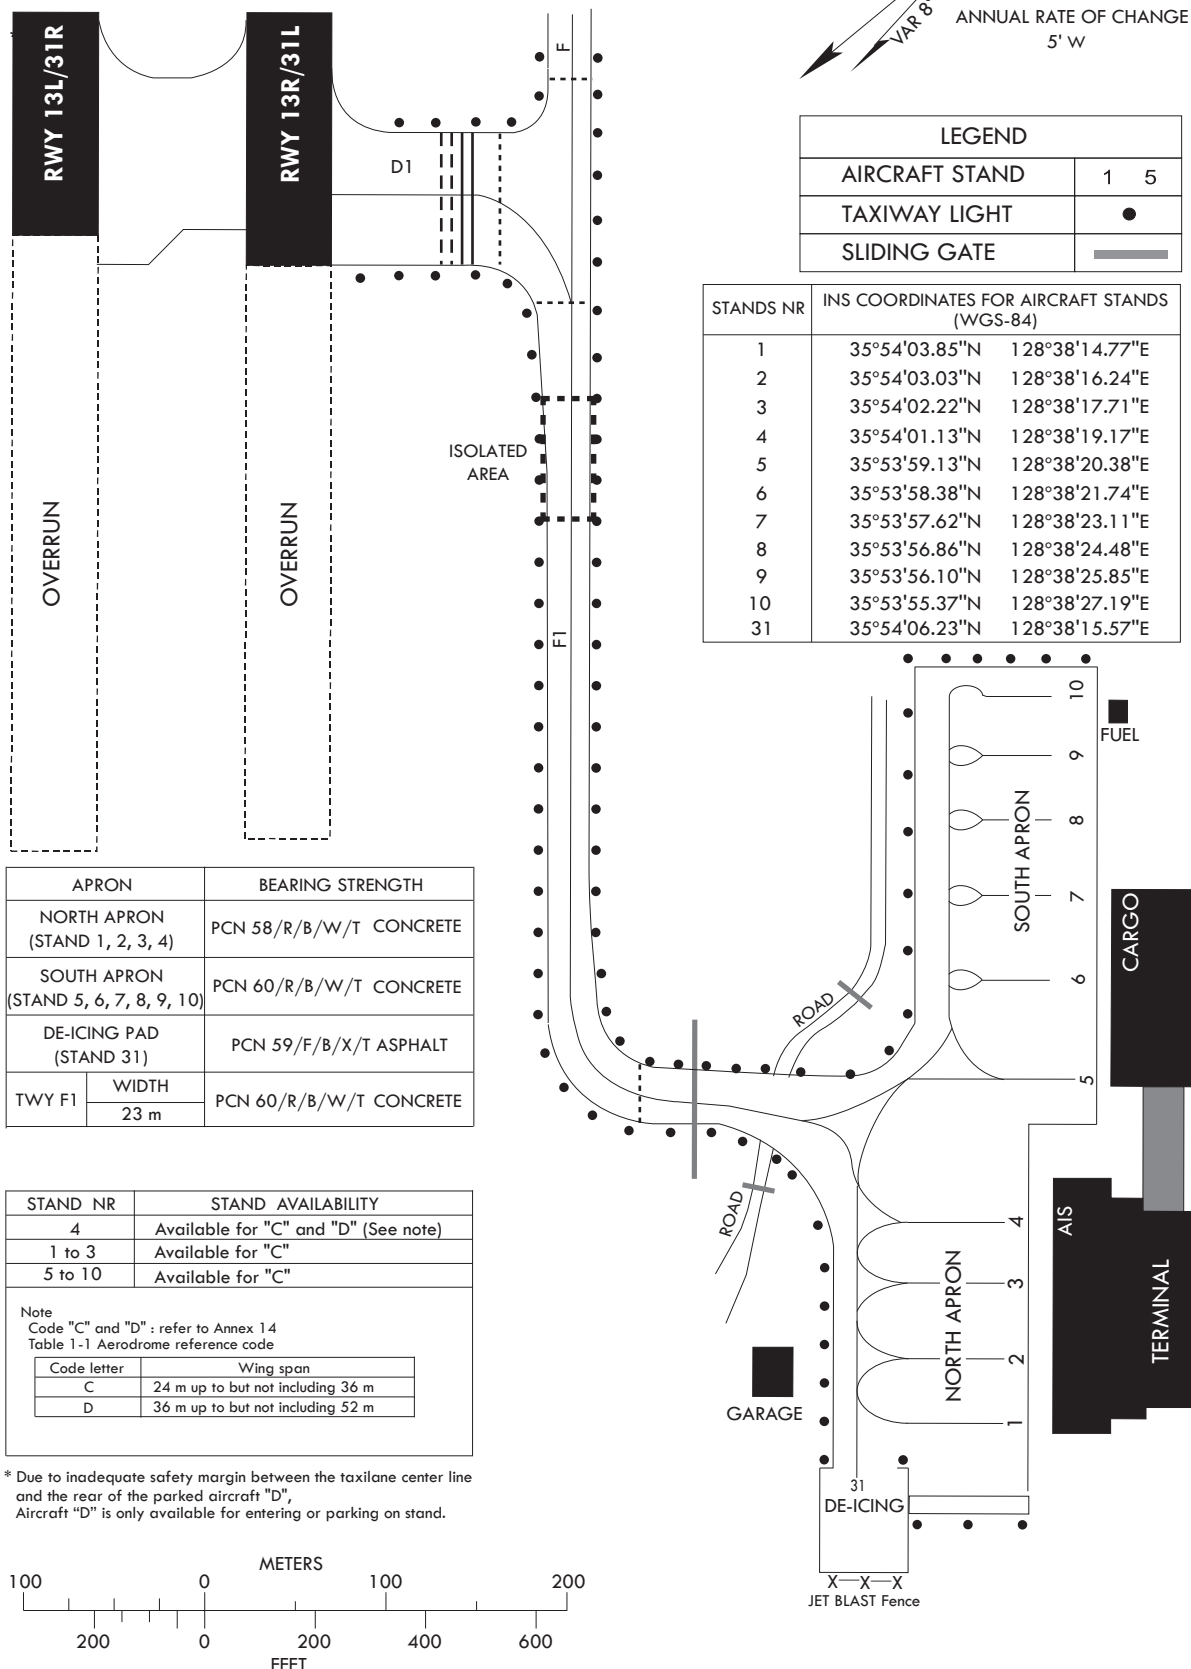 VAR 8°
ANNUAL RATE OF CHANGE
5' W
RWY 13L/31R
RWY 13R/31L
F
D1
LEGEND
AIRCRAFT STAND 1 5
TAXIWAY LIGHT
SLIDING GATE
STANDS NR INS COORDINATES FOR AIRCRAFT STANDS
(WGS-84)
1 35°54'03.85"N 128°38'14.77"E
2 35°54'03.03"N 128°38'16.24"E
3 35°54'02.22"N 128°38'17.71"E
4 35°54'01.13"N 128°38'19.17"E
5 35°53'59.13"N 128°38'20.38"E
6 35°53'58.38"N 128°38'21.74"E
7 35°53'57.62"N 128°38'23.11"E
8 35°53'56.86"N 128°38'24.48"E
9 35°53'56.10"N 128°38'25.85"E
10 35°53'55.37"N 128°38'27.19"E
31 35°54'06.23"N 128°38'15.57"E
ISOLATED
AREA
OVERRUN
OVERRUN
F1
10
FUEL
9
8
SOUTH APRON
7
6
5
CARGO
ROAD
APRON BEARING STRENGTH
NORTH APRON
(STAND 1, 2, 3, 4)
PCN 58/R/B/W/T CONCRETE
SOUTH APRON
(STAND 5, 6, 7, 8, 9, 10)
PCN 60/R/B/W/T CONCRETE
DE-ICING PAD
(STAND 31)
PCN 59/F/B/X/T ASPHALT
TWY F1
WIDTH
23 m
PCN 60/R/B/W/T CONCRETE
ROAD
4
3
2
1
NORTH APRON
AIS
TERMINAL
GARAGE
31
DE-ICING
X X X
JET BLAST Fence
STAND NR STAND AVAILABILITY
4 Available for "C" and "D" (See note)
1 to 3 Available for "C"
5 to 10 Available for "C"
Note
Code "C" and "D" : refer to Annex 14
Table 1-1 Aerodrome reference code
Code letter Wing span
C 24 m up to but not including 36 m
D 36 m up to but not including 52 m
* Due to inadequate safety margin between the taxilane center line
and the rear of the parked aircraft "D",
Aircraft “D” is only available for entering or parking on stand.
METERS
100 0 100 200
200 0 200 400 600
FEET